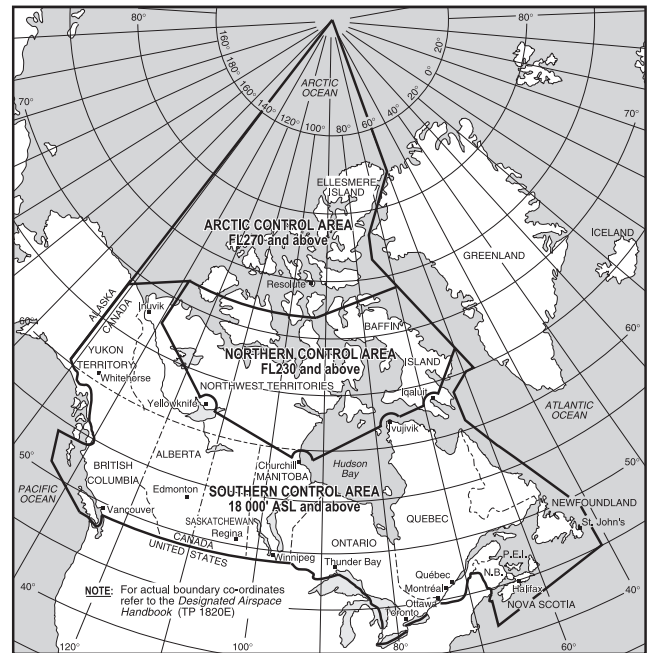 80°
80°
160°
180°
160°
140°
120°
100°
80°
60°
40°
20°
0°
20°
ARCTIC
OCEAN
70°
70°
ELLESMERE
ISLAND
ARCTIC CONTROL AREA
FL270 and above
ICELAND
GREENLAND
Resolute
ALASKA
CANADA
Inuvik
BAFFIN
ISLAND
60°
60°
YUKON
TERRITORY
Whitehorse
NORTHERN CONTROL AREA
FL230 and above
NORTHWEST TERRITORIES
Yellowknife
Iqaluit
Ivujivik
ATLANTIC
OCEAN
50°
50°
BRITISH
COLUMBIA
ALBERTA
Churchill
MANITOBA
Hudson
Bay
PACIFIC
OCEAN
Edmonton
SOUTHERN CONTROL AREA
18 000' ASL and above
NEWFOUNDLAND
St. John's
Vancouver
SASKATCHEWAN
Regina
QUEBEC
CANADA
UNITED STATES
ONTARIO
Winnipeg
Thunder Bay
P.E.I.
N.B.
Québec
Montréal
Halifax
Ottawa
Toronto
NOVA SCOTIA
40°
40°
NOTE: For actual boundary co-ordinates
refer to the Designated Airspace
Handbook (TP 1820E)
120°
100°
80°
60°